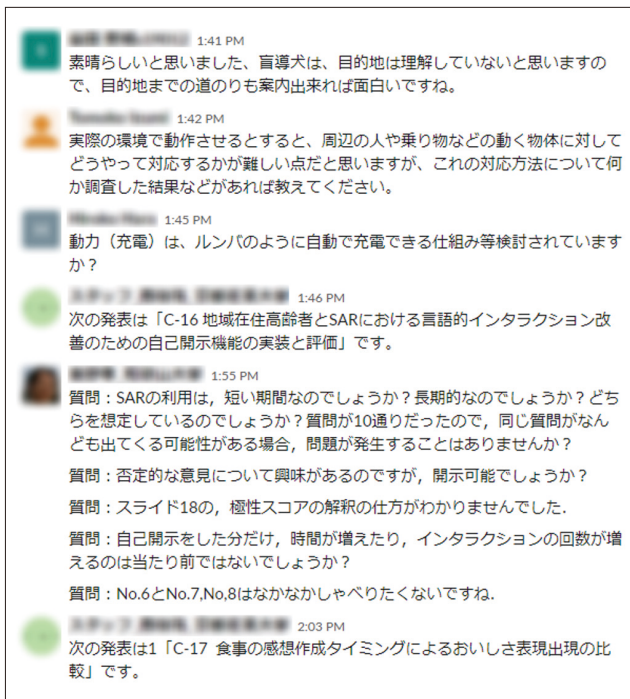 1:41 PM
素晴らしいと思いました、盲導犬は、目的地は理解していないと思いますの
で、目的地までの道のりも案内出来れば面白いですね。
1:42 PM
実際の環境で動作させるとすると、周辺の人や乗り物などの動く物体に対して
どうやって対応するかが難しい点だと思いますが、これの対応方法について何
か調査した結果などがあれば教えてください。
1:45 PM
動力（充電）は、ルンバのように自動で充電できる仕組み等検討されています
か？
1:46 PM
次の発表は「C-16 地域在住高齢者とSARにおける言語的インタラクション改
善のための自己開示機能の実装と評価」です。
1:55 PM
質問：SARの利用は，短い期間なのでしょうか？長期的なのでしょうか？どち
らを想定しているのでしょうか？質問が10通りだったので，同じ質問がなん
ども出てくる可能性がある場合，問題が発生することはありませんか？
質問：否定的な意見について興味があるのですが，開示可能でしょうか？
質問：スライド18の，極性スコアの解釈の仕方がわかりませんでした．
質問：自己開示をした分だけ，時間が増えたり，インタラクションの回数が増
えるのは当たり前ではないでしょうか？
質問：No.6とNo.7,No,8はなかなかしゃべりたくないですね．
2:03 PM
次の発表は1「C-17 食事の感想作成タイミングによるおいしさ表現出現の比
較」です。